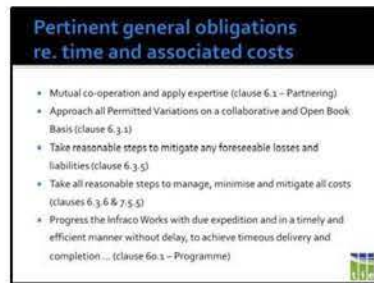 Pertinent general obligations
re. time and associated costs
Mutual co-operation and apply expertise (clause 6.1 – Partnering)
Approach all Permitted Variations on a collaborative and Open Book
Basis (clause 6.3.1)
Take reasonable steps to mitigate any foreseeable losses and
liabilities (clause 6.3.5)
Take all reasonable steps to manage, minimise and mitigate all costs
(clauses 6.3.6 & 7.5.5)
Progress the Infraco Works with due expedition and in a timely and
efficient manner without delay, to achieve timeous delivery and
completion ... (clause 60.1 – Programme)
tie